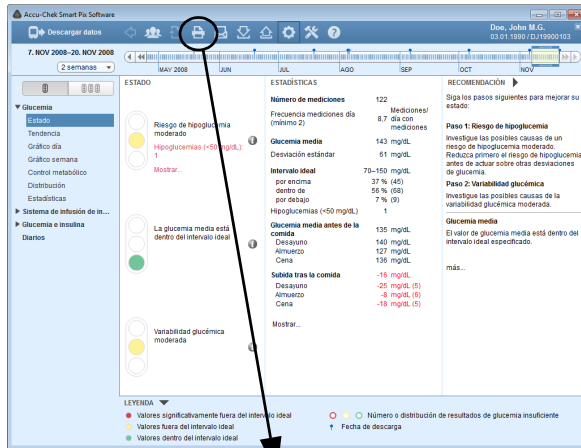 Accu-Chek Smart Pix Software
Descargar datos
Doe, John M.G.
03.01.1990 / DJ19900103
7. NOV 2008–20. NOV 2008
2 semanas
MAY 2008 JUN JUL AGO SEP OCT NOV
Glucemia
Estado
Tendencia
Gráfico día
Gráfico semana
Control metabólico
Distribución
Estadísticas
Sistema de infusión de in...
Glucemia e insulina
Diarios
ESTADO
Riesgo de hipoglucemia
moderado
Hipoglucemias (<50 mg/dL):
1
Mostrar...
La glucemia media está
dentro del intervalo ideal
Variabilidad glucémica
moderada
ESTADÍSTICAS
Número de mediciones 122
Frecuencia mediciones día (mínimo 2) 8,7 Mediciones/día con mediciones
Glucemia media 143 mg/dL
Desviación estándar 61 mg/dL
Intervalo ideal 70–150 mg/dL
por encima 37 % (45)
dentro de 56 % (68)
por debajo 7 % (9)
Hipoglucemias (<50 mg/dL) 1
Glucemia media antes de la comida 135 mg/dL
Desayuno 140 mg/dL
Almuerzo 127 mg/dL
Cena 136 mg/dL
Subida tras la comida -16 mg/dL
Desayuno -25 mg/dL (5)
Almuerzo -8 mg/dL (6)
Cena -18 mg/dL (5)
Mostrar...
RECOMENDACIÓN
Siga los pasos siguientes para mejorar su
estado:
Paso 1: Riesgo de hipoglucemia
Investigue las posibles causas de un
riesgo de hipoglucemia moderado.
Reduzca primero el riesgo de hipoglucemia
antes de actuar sobre otras desviaciones
de glucemia.
Paso 2: Variabilidad glucémica
Investigue las posibles causas de la
variabilidad glucémica moderada.
Glucemia media
El valor de glucemia media está dentro del
intervalo ideal especificado.
más...
LEYENDA
Valores significativamente fuera del intervalo ideal
Valores fuera del intervalo ideal
Valores dentro del intervalo ideal
Número o distribución de resultados de glucemia insuficiente
Fecha de descarga